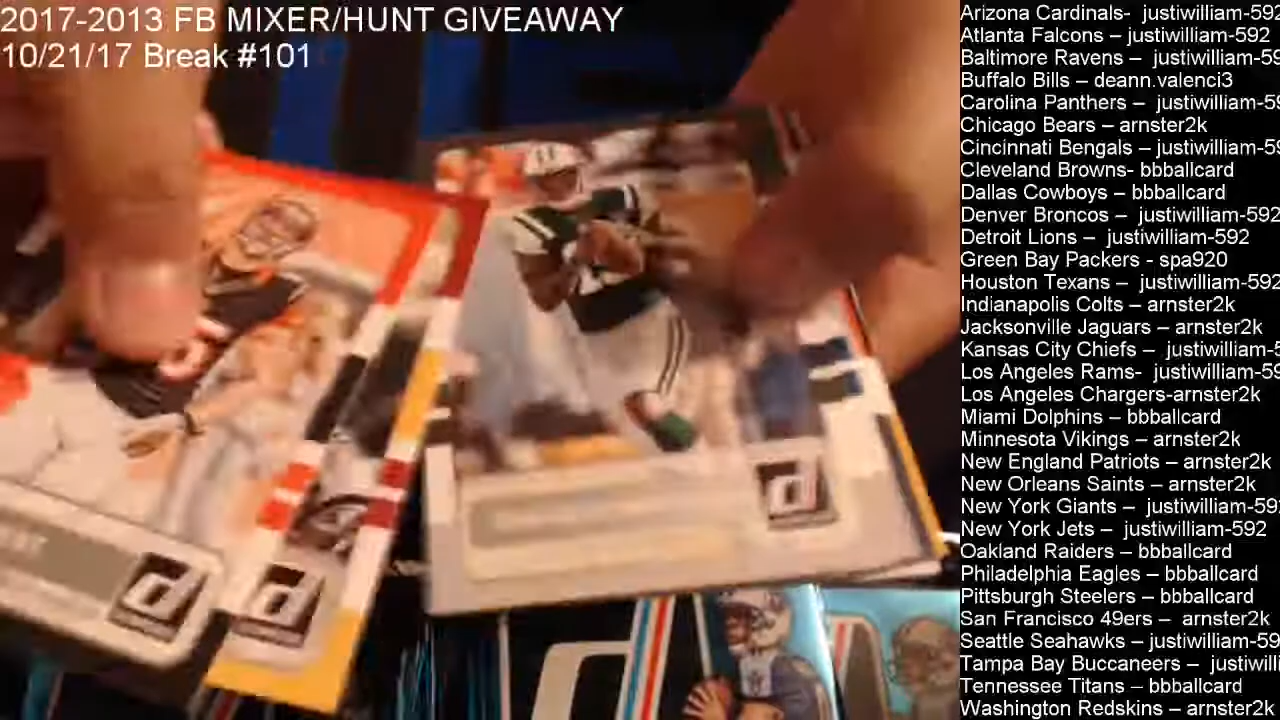 2017-2013 FB MIXER/HUNT GIVEAWAY
10/21/17 Break #101
Arizona Cardinals- justiwilliam-592
Atlanta Falcons – justiwilliam-592
Baltimore Ravens – justiwilliam-59
Buffalo Bills – deann.valenci3
Carolina Panthers – justiwilliam-59
Chicago Bears – arnster2k
Cincinnati Bengals – justiwilliam-59
Cleveland Browns- bbballcard
Dallas Cowboys – bbballcard
Denver Broncos – justiwilliam-592
Detroit Lions – justiwilliam-592
Green Bay Packers - spa920
Houston Texans – justiwilliam-592
Indianapolis Colts – arnster2k
Jacksonville Jaguars – arnster2k
Kansas City Chiefs – justiwilliam-5
Los Angeles Rams- justiwilliam-59
Los Angeles Chargers-arnster2k
Miami Dolphins – bbballcard
Minnesota Vikings – arnster2k
New England Patriots – arnster2k
New Orleans Saints – arnster2k
New York Giants – justiwilliam-592
New York Jets – justiwilliam-592
Oakland Raiders – bbballcard
Philadelphia Eagles – bbballcard
Pittsburgh Steelers – bbballcard
San Francisco 49ers – arnster2k
Seattle Seahawks – justiwilliam-59
Tampa Bay Buccaneers – justiwilli
Tennessee Titans – bbballcard
Washington Redskins – arnster2k